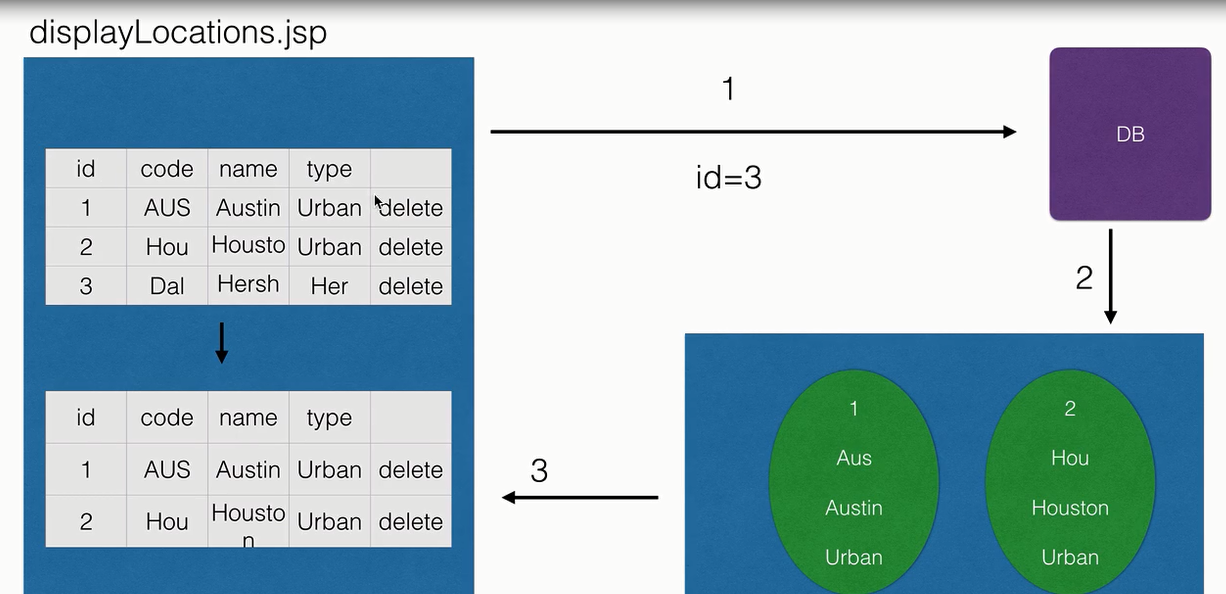 displayLocations.jsp
id code name type
1 AUS Austin Urban delete
2 Hou Housto Urban delete
3 Dal Hersh Her delete
1
id=3
DB
2
id code name type
1 AUS Austin Urban delete
2 Hou Housto
n Urban delete
3
1
Aus
Austin
Urban
2
Hou
Houston
Urban